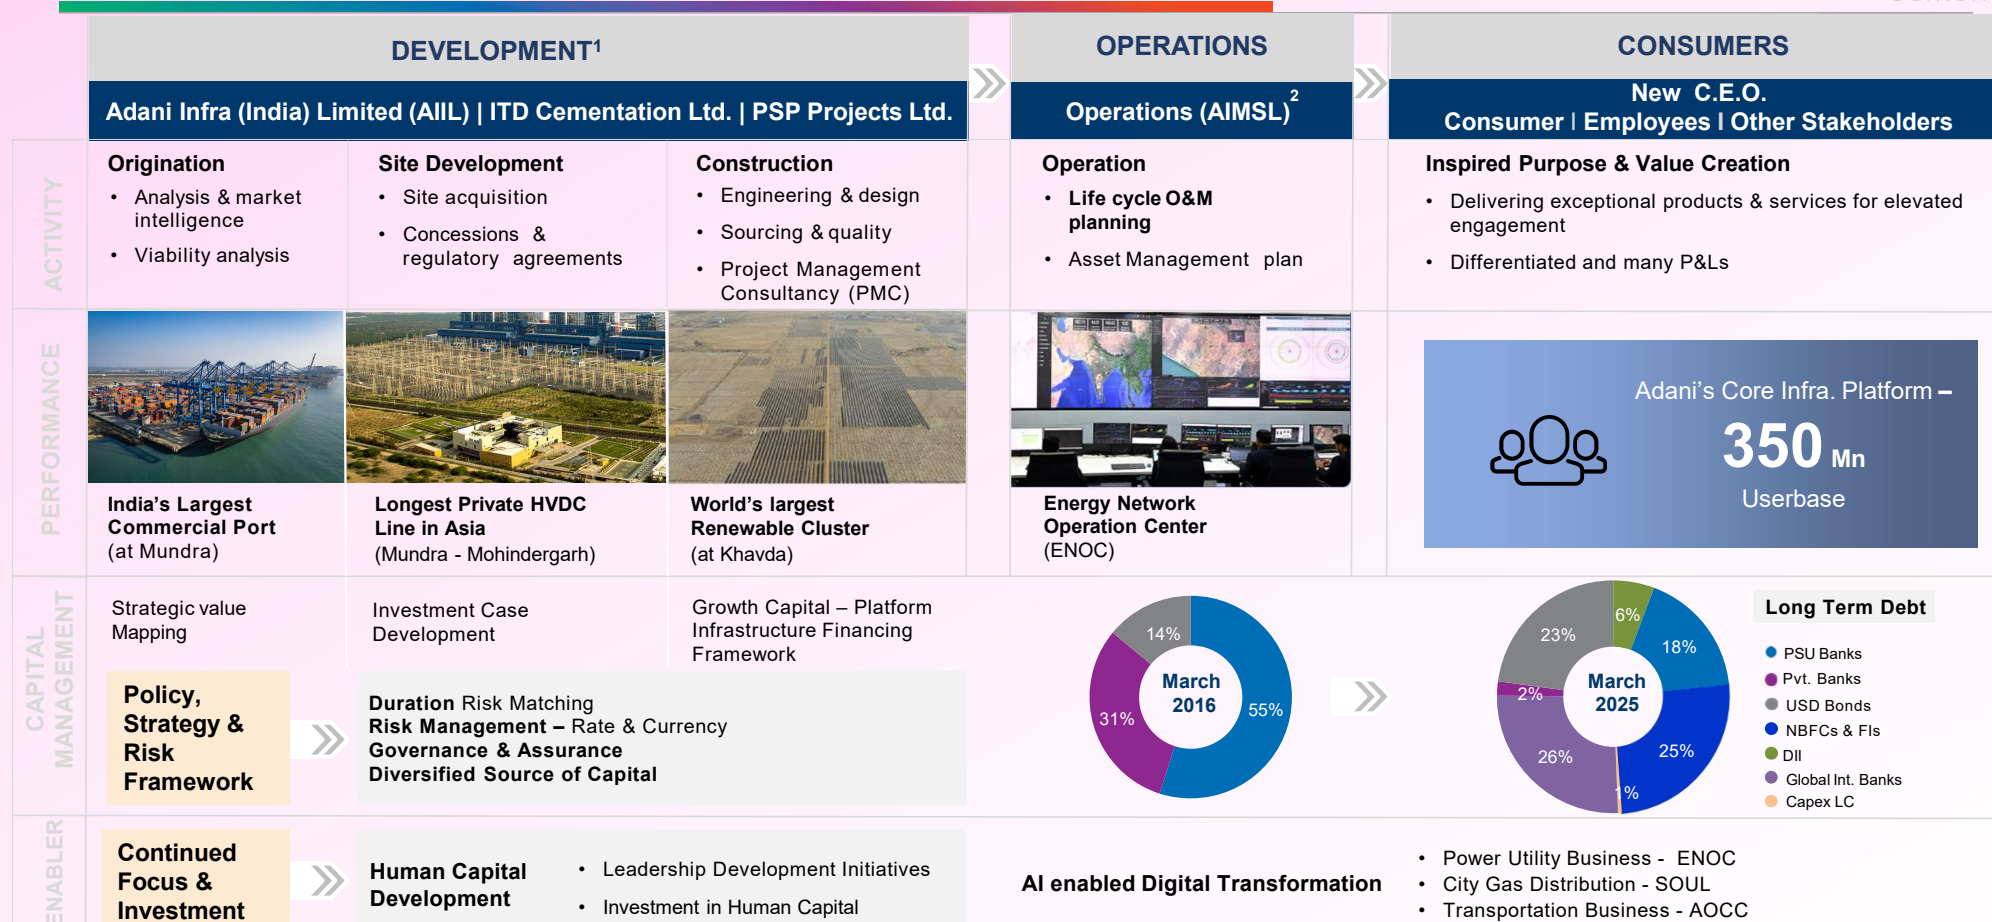 DEVELOPMENT1
OPERATIONS
CONSUMERS
Adani Infra (India) Limited (AIIL) | ITD Cementation Ltd. | PSP Projects Ltd.
Operations (AIMSL)2
New C.E.O.
Consumer I Employees I Other Stakeholders
ACTIVITY
Origination
• Analysis & market
intelligence
• Viability analysis
Site Development
• Site acquisition
• Concessions &
regulatory agreements
Construction
• Engineering & design
• Sourcing & quality
• Project Management
Consultancy (PMC)
Operation
• Life cycle O&M
planning
• Asset Management plan
Inspired Purpose & Value Creation
• Delivering exceptional products & services for elevated
engagement
• Differentiated and many P&Ls
PERFORMANCE
India's Largest
Commercial Port
(at Mundra)
Longest Private HVDC
Line in Asia
(Mundra - Mohindergarh)
World's largest
Renewable Cluster
(at Khavda)
Energy Network
Operation Center
(ENOC)
Adani's Core Infra. Platform –
350 Mn
Userbase
CAPITAL
MANAGEMENT
Strategic value
Mapping
Investment Case
Development
Growth Capital – Platform
Infrastructure Financing
Framework
Policy,
Strategy &
Risk
Framework
Duration Risk Matching
Risk Management – Rate & Currency
Governance & Assurance
Diversified Source of Capital
14%
31%
55%
March
2016
6%
18%
25%
1%
26%
2%
23%
March
2025
Long Term Debt
PSU Banks
Pvt. Banks
USD Bonds
NBFCs & FIs
DII
Global Int. Banks
Capex LC
ENABLER
Continued
Focus &
Investment
Human Capital
Development
• Leadership Development Initiatives
• Investment in Human Capital
AI enabled Digital Transformation
• Power Utility Business - ENOC
• City Gas Distribution - SOUL
• Transportation Business - AOCC